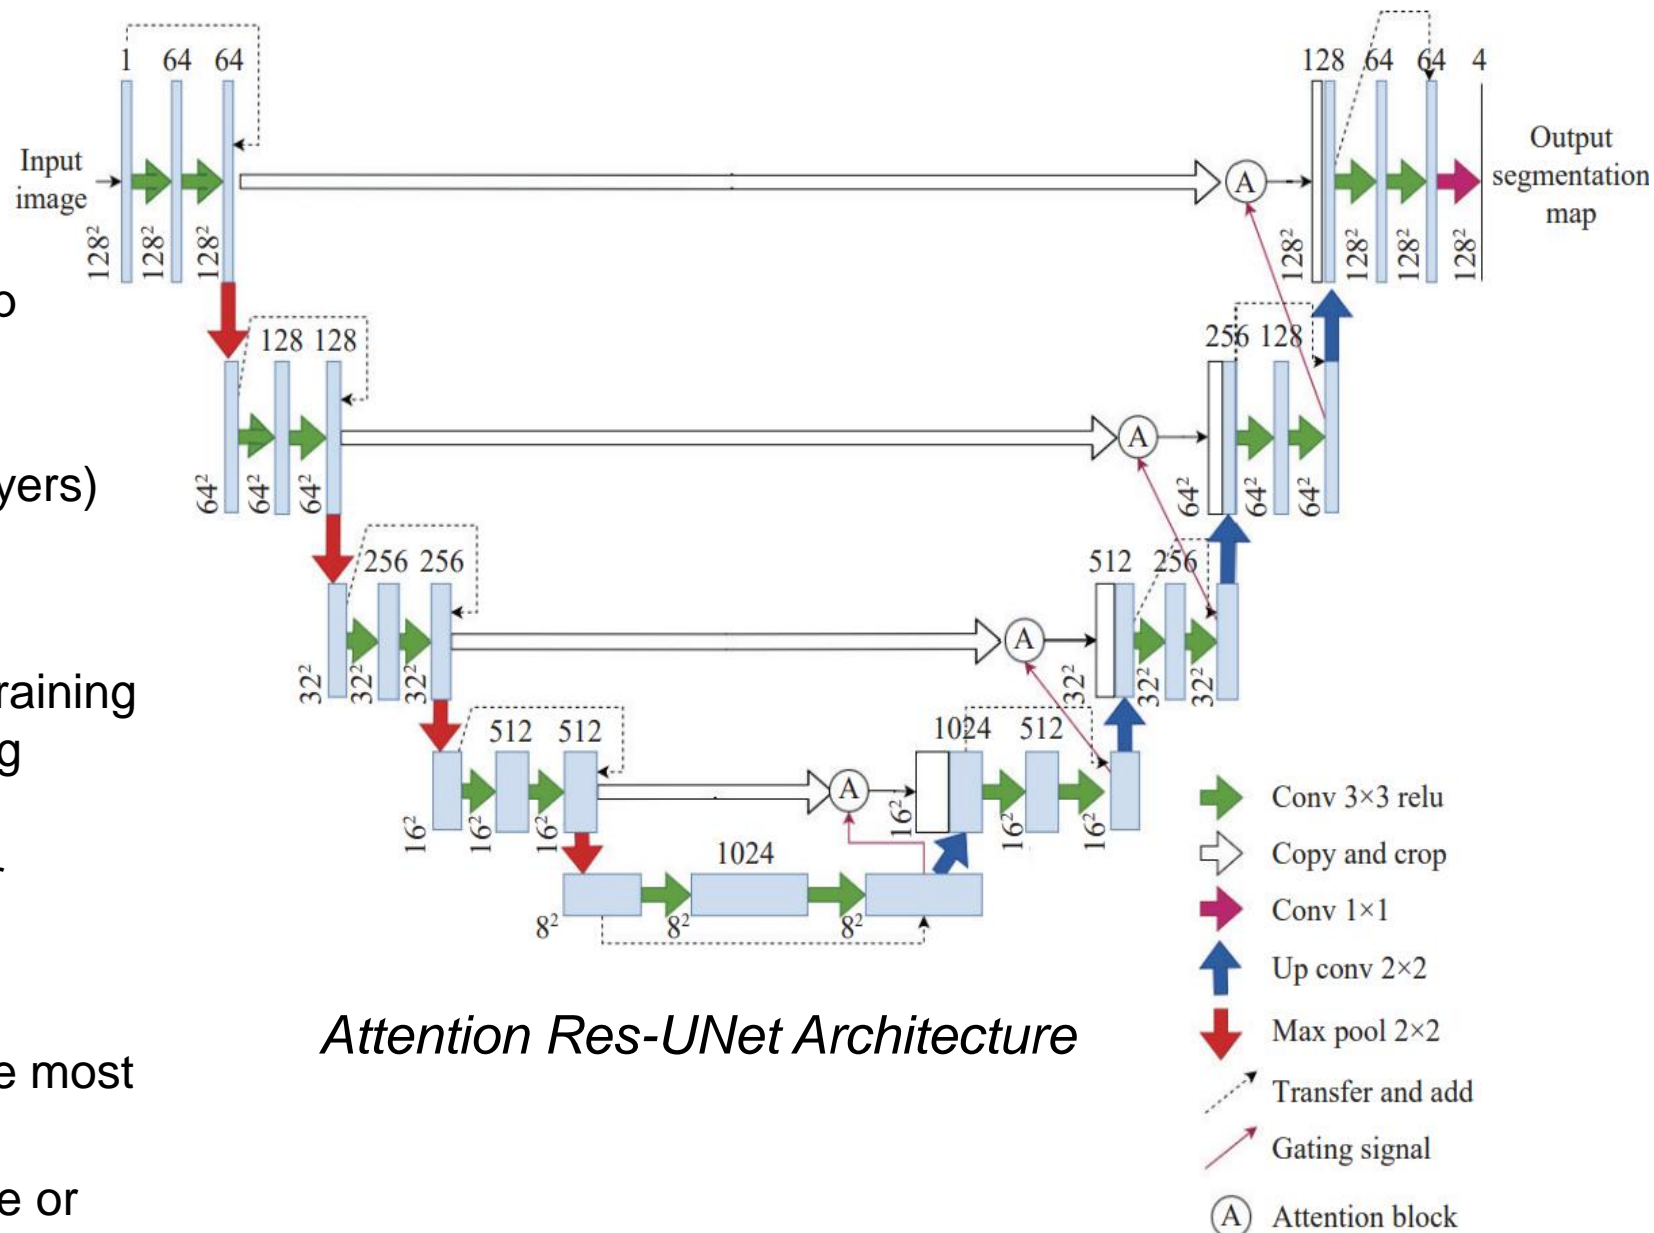 1 64 64
128 64 64 4
Input
image
Output
segmentation
map
128² 128² 128²
128² 128² 128² 128²
A
o
128 128
256 128
64² 64² 64²
64² 64² 64²
A
yers)
256 256
512 256
32² 32² 32²
32² 32² 32²
A
raining
g
512 512
1024 512
16² 16² 16²
16² 16² 16²
A
1024
8² 8² 8²
Attention Res-UNet Architecture
e most
e or
Conv 3×3 relu
Copy and crop
Conv 1×1
Up conv 2×2
Max pool 2×2
Transfer and add
Gating signal
A Attention block